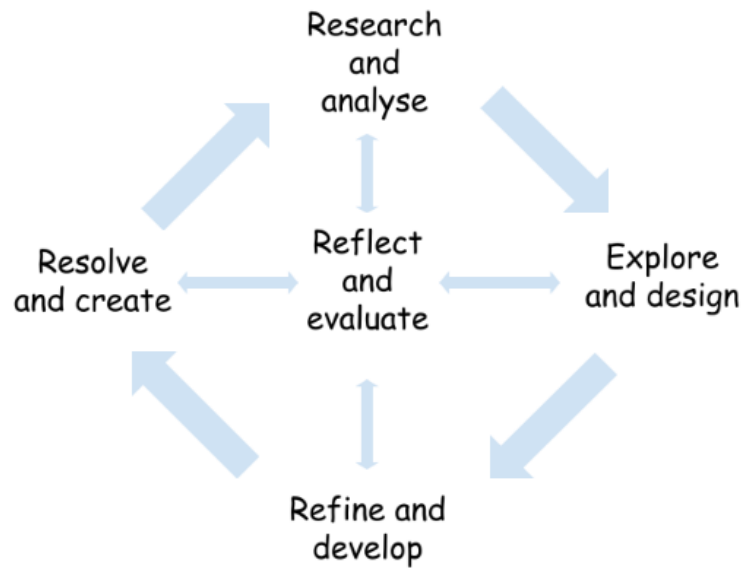 Research
and
analyse
Reflect
and
evaluate
Resolve
and create
Explore
and design
Refine and
develop